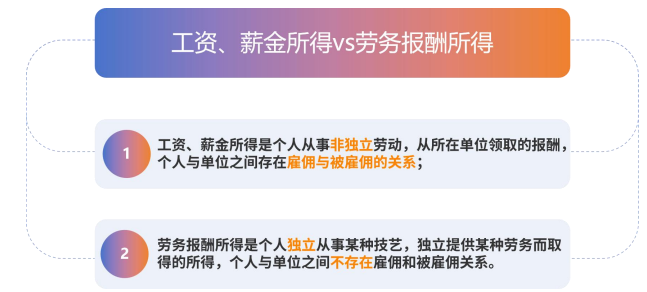 工资、薪金所得vs劳务报酬所得
1
工资、薪金所得是个人从事非独立劳动，从所在单位领取的报酬，
个人与单位之间存在雇佣与被雇佣的关系；
2
劳务报酬所得是个人独立从事某种技艺，独立提供某种劳务而取
得的所得，个人与单位之间不存在雇佣和被雇佣关系。